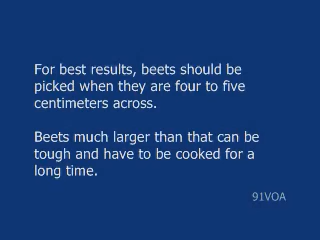 For best results, beets should be
picked when they are four to five
centimeters across.
Beets much larger than that can be
tough and have to be cooked for a
long time.
91VOA